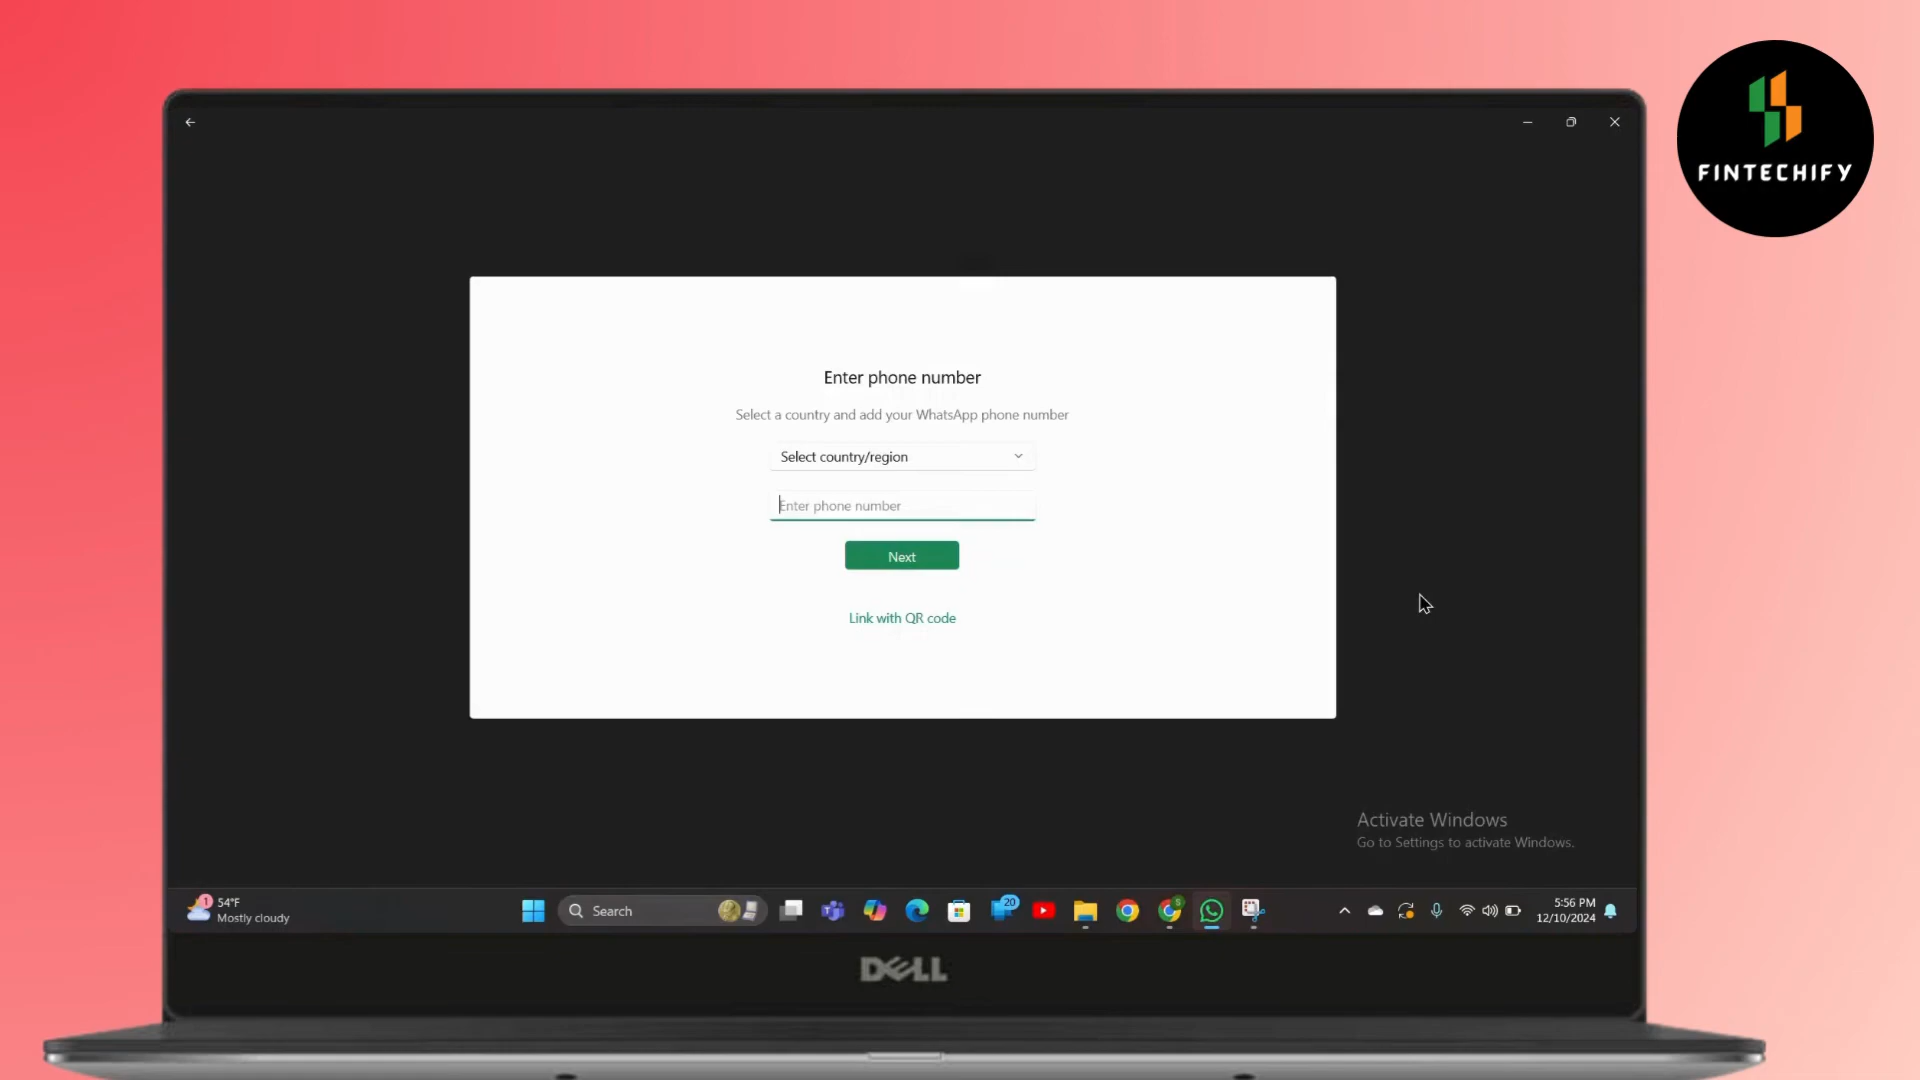 FINTECHIFY
Enter phone number
Select a country and add your WhatsApp phone number
Select country/region
Enter phone number
Next
Link with QR code
Activate Windows
Go to Settings to activate Windows.
1
54°F
Mostly cloudy
Search
20
S
5:56 PM
12/10/2024
DELL